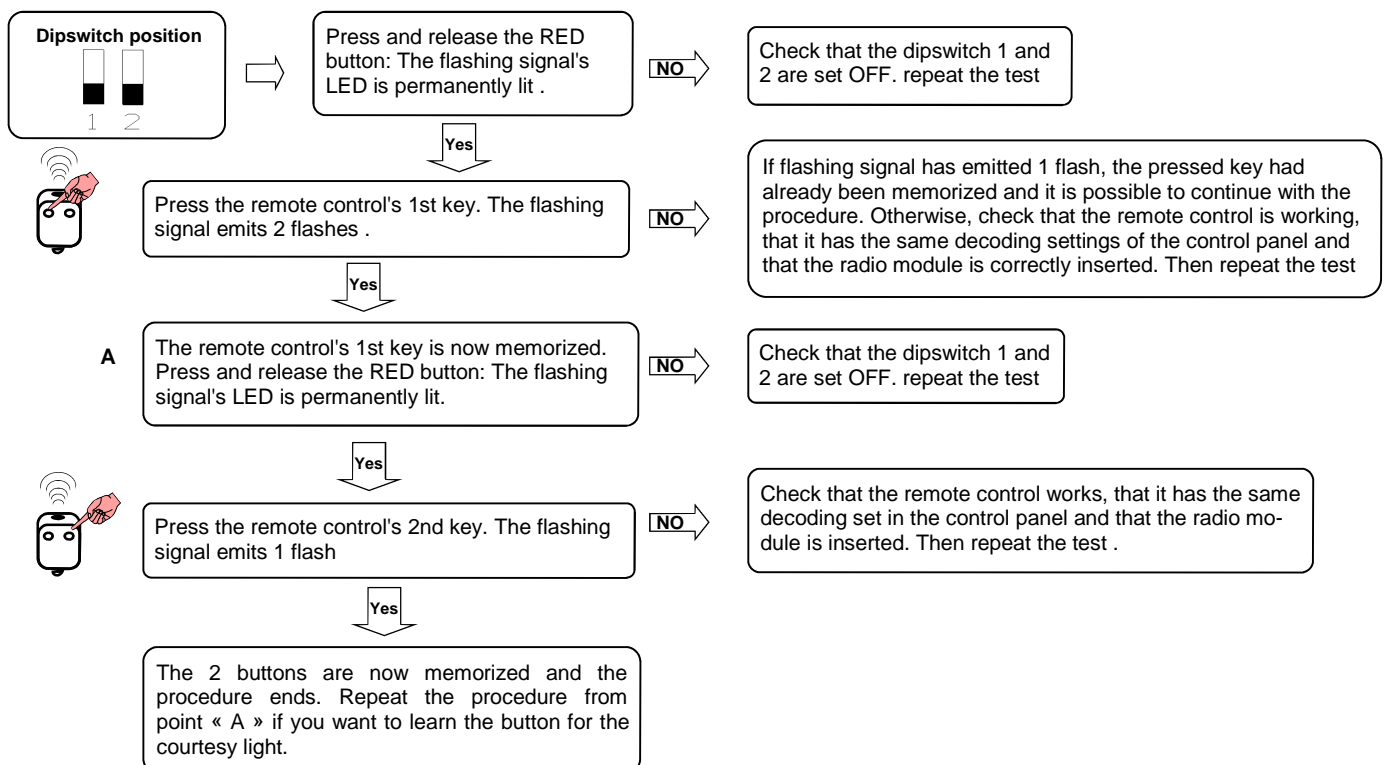 Dipswitch position
1 2
Press and release the RED
button: The flashing signal's
LED is permanently lit .
NO
Check that the dipswitch 1 and
2 are set OFF. repeat the test
Yes
Press the remote control's 1st key. The flashing
signal emits 2 flashes .
NO
If flashing signal has emitted 1 flash, the pressed key had
already been memorized and it is possible to continue with the
procedure. Otherwise, check that the remote control is working,
that it has the same decoding settings of the control panel and
that the radio module is correctly inserted. Then repeat the test
Yes
A
The remote control's 1st key is now memorized.
Press and release the RED button: The flashing
signal's LED is permanently lit.
NO
Check that the dipswitch 1 and
2 are set OFF. repeat the test
Yes
Press the remote control's 2nd key. The flashing
signal emits 1 flash
NO
Check that the remote control works, that it has the same
decoding set in the control panel and that the radio mo-
dule is inserted. Then repeat the test .
Yes
The 2 buttons are now memorized and the
procedure ends. Repeat the procedure from
point « A » if you want to learn the button for the
courtesy light.